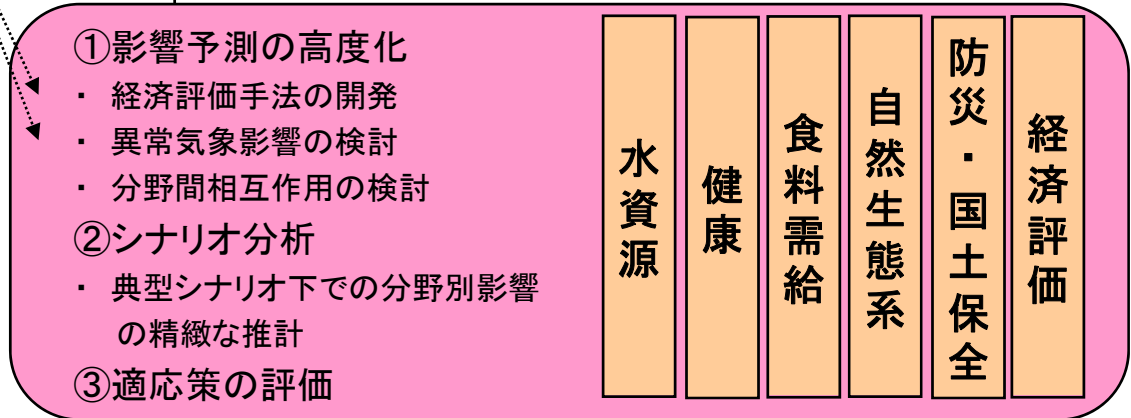 ①影響予測の高度化
・ 経済評価手法の開発
・ 異常気象影響の検討
・ 分野間相互作用の検討
②シナリオ分析
・ 典型シナリオ下での分野別影響
の精緻な推計
③適応策の評価
水資源
健康
食料需給
自然生態系
防災・国土保全
経済評価